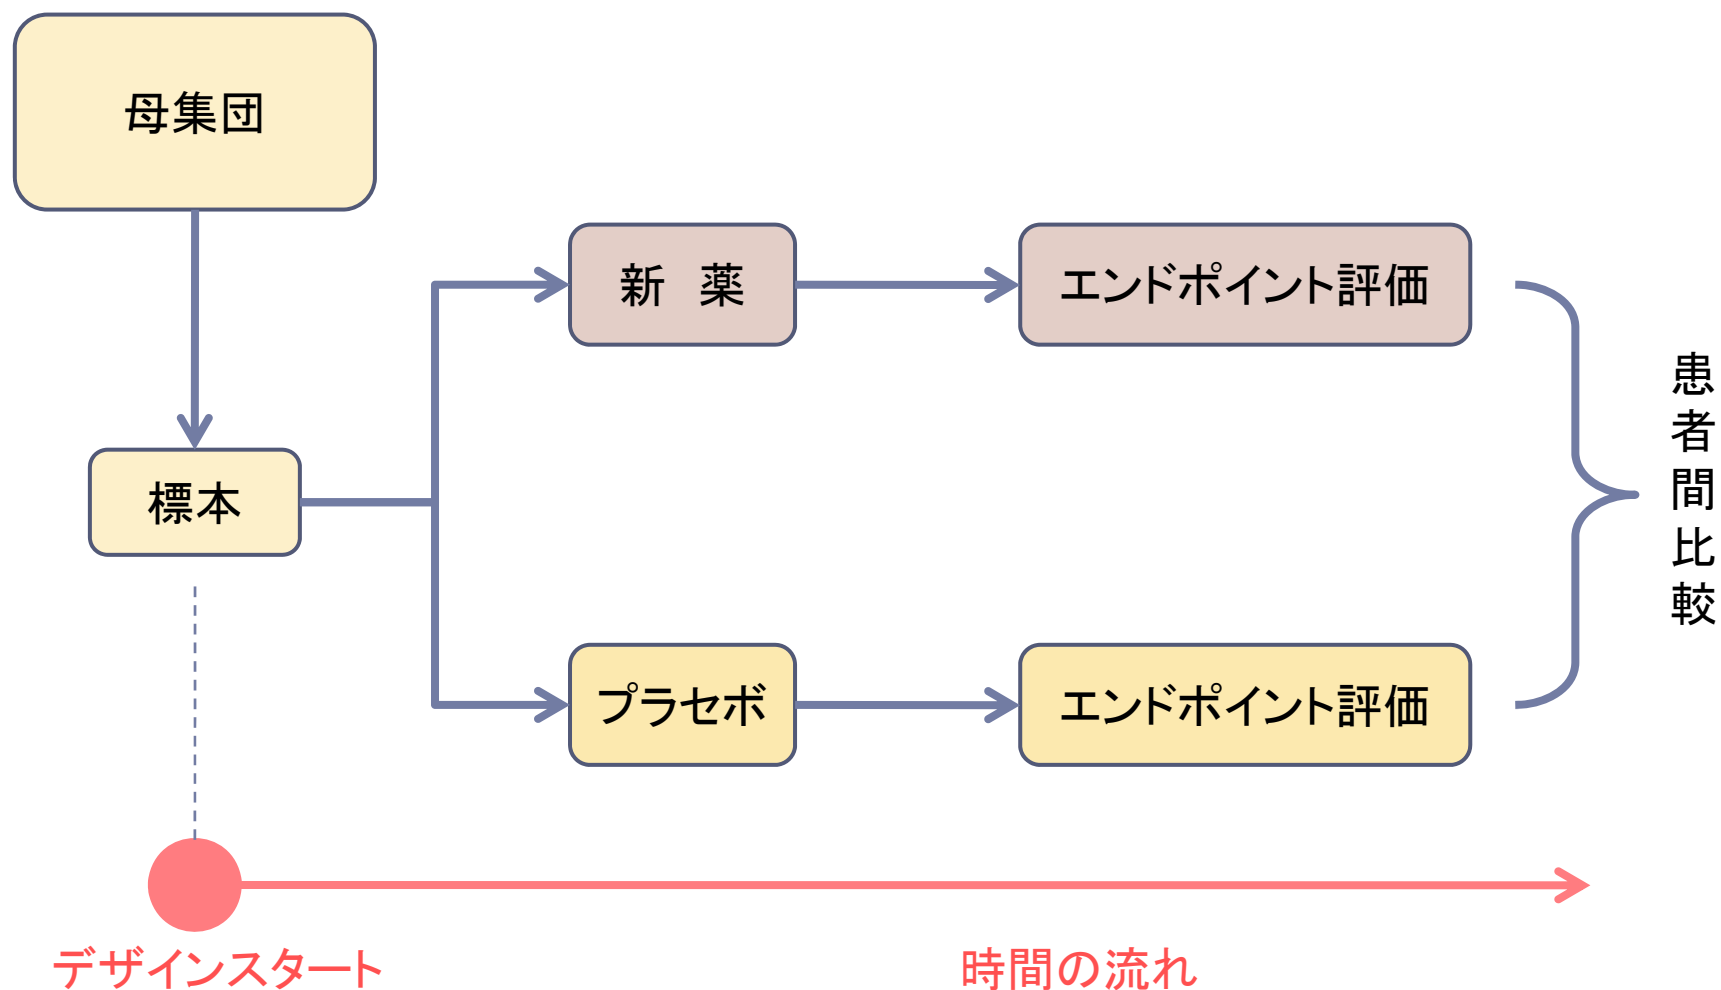 母集団
新　薬
エンドポイント評価
患者間比較
標本
プラセボ
エンドポイント評価
デザインスタート
時間の流れ